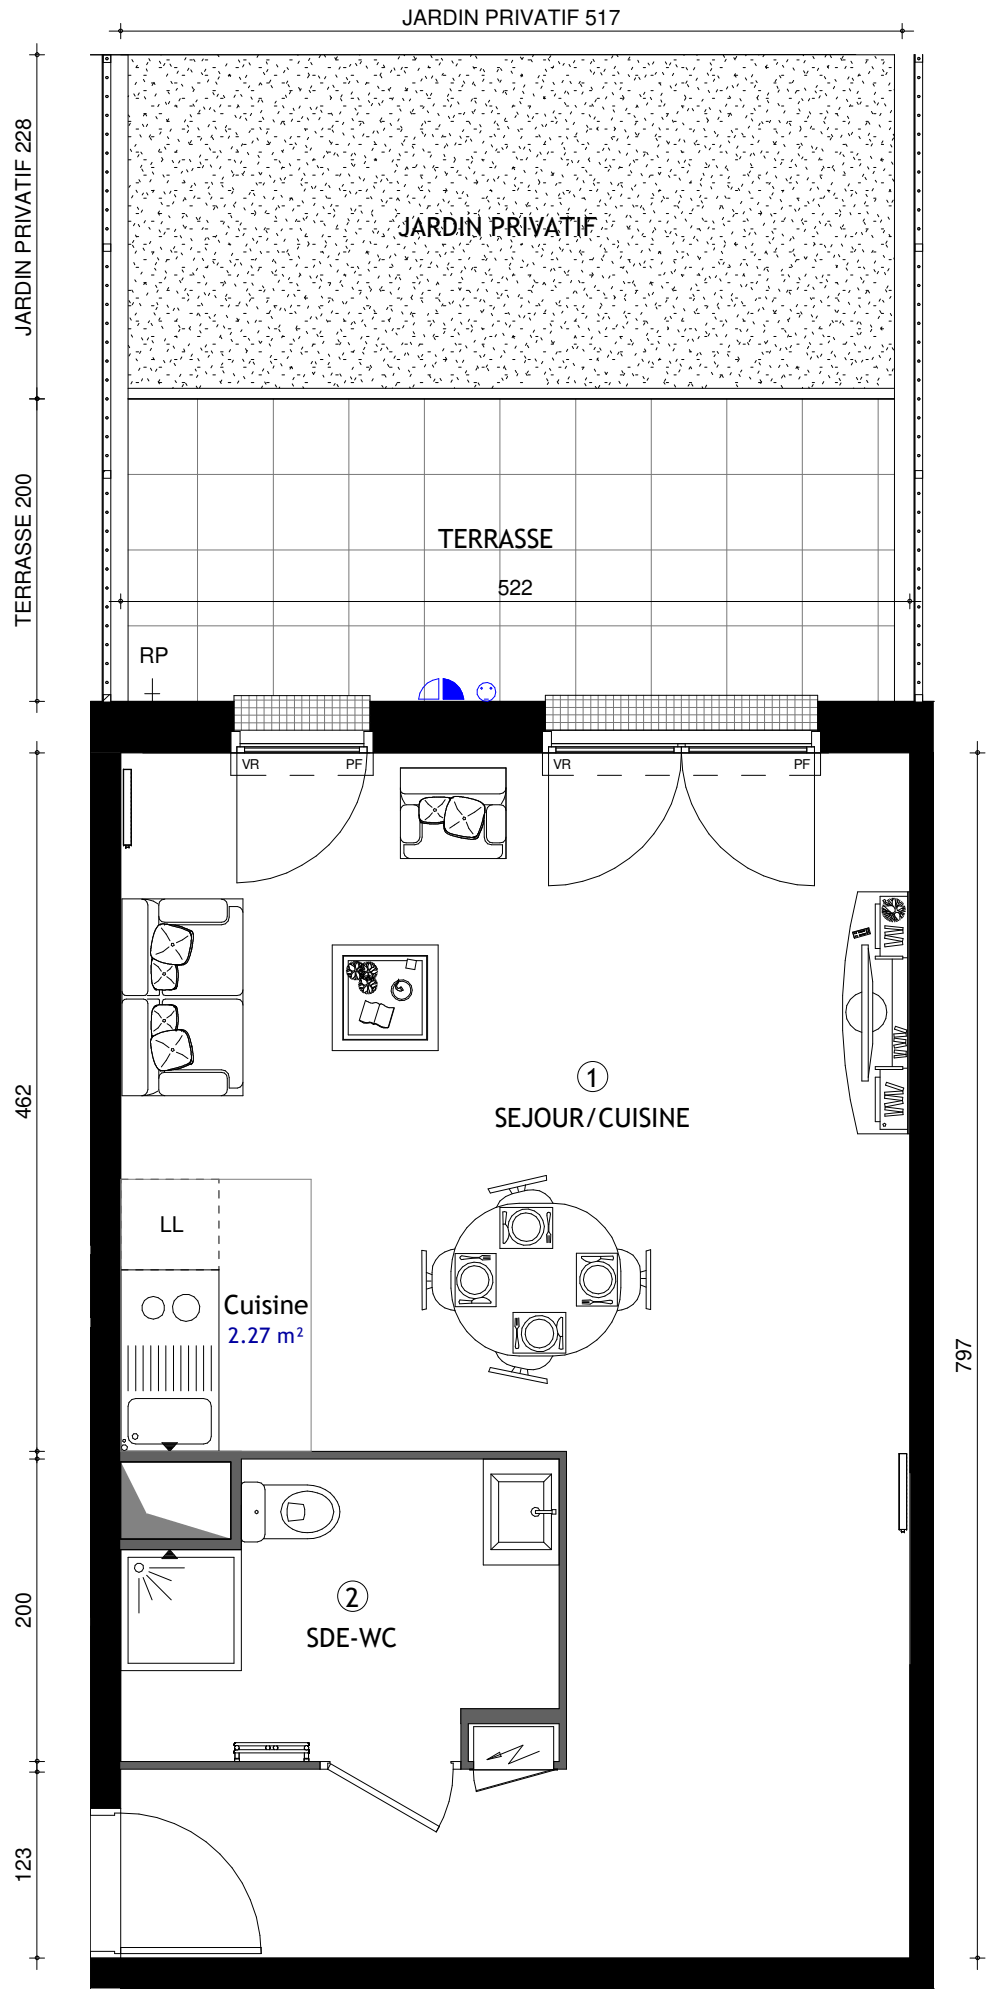 JARDIN PRIVATIF 517
JARDIN PRIVATIF 228
JARDIN PRIVATIF
TERRASSE 200
TERRASSE
522
RP
VR
PF
VR
PF
462
1
SEJOUR/CUISINE
LL
Cuisine
2.27 m²
797
200
2
SDE-WC
123